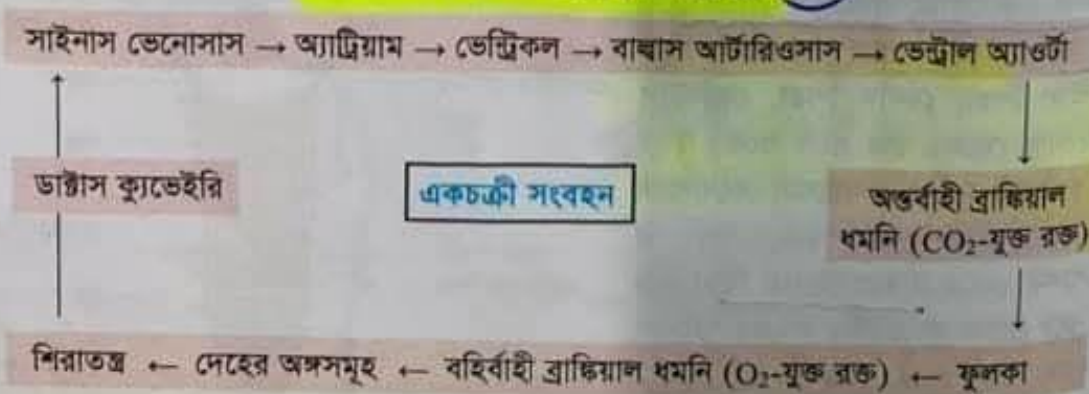 সাইনাস ভেনোসাস → অ্যাট্রিয়াম → ভেন্ট্রিকল → বাল্বাস আর্টারিওসাস → ভেন্ট্রাল অ্যাওর্টা
ডাক্টাস ক্যুভেইরি
একচক্রী সংবহন
অন্তর্বাহী ব্রাঙ্কিয়াল
ধমনি (CO₂-যুক্ত রক্ত)
শিরাতন্ত্র ← দেহের অঙ্গসমূহ ← বহির্বাহী ব্রাঙ্কিয়াল ধমনি (O₂-যুক্ত রক্ত) ← ফুলকা